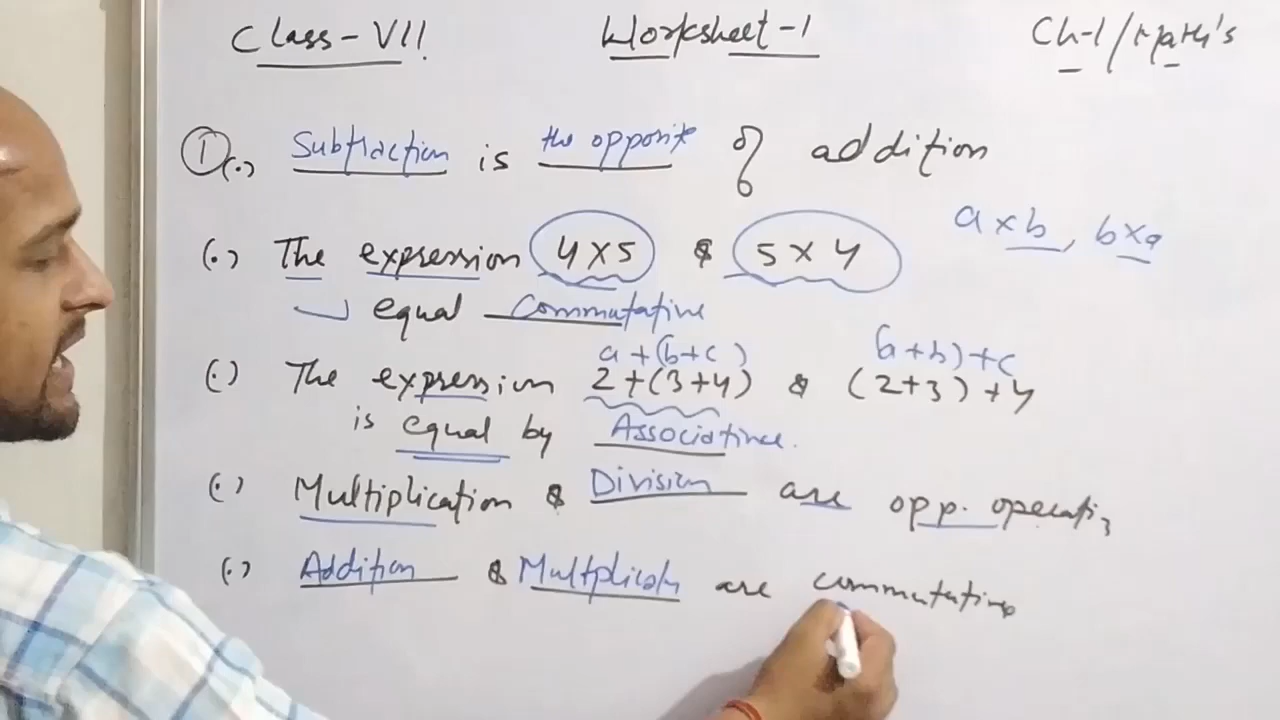 Class-VII Worksheet-1 Ch-1/Math's
① (.) Subtraction is the opposite of addition
a×b, b×a
(.) The expression 4×5 & 5×4
equal Commutative
a+(b+c) (a+b)+c
(.) The expression 2+(3+4) & (2+3)+4
is equal by Associative.
(.) Multiplication & Division are opp. operati
(.) Addition & Multplicatn are commutative